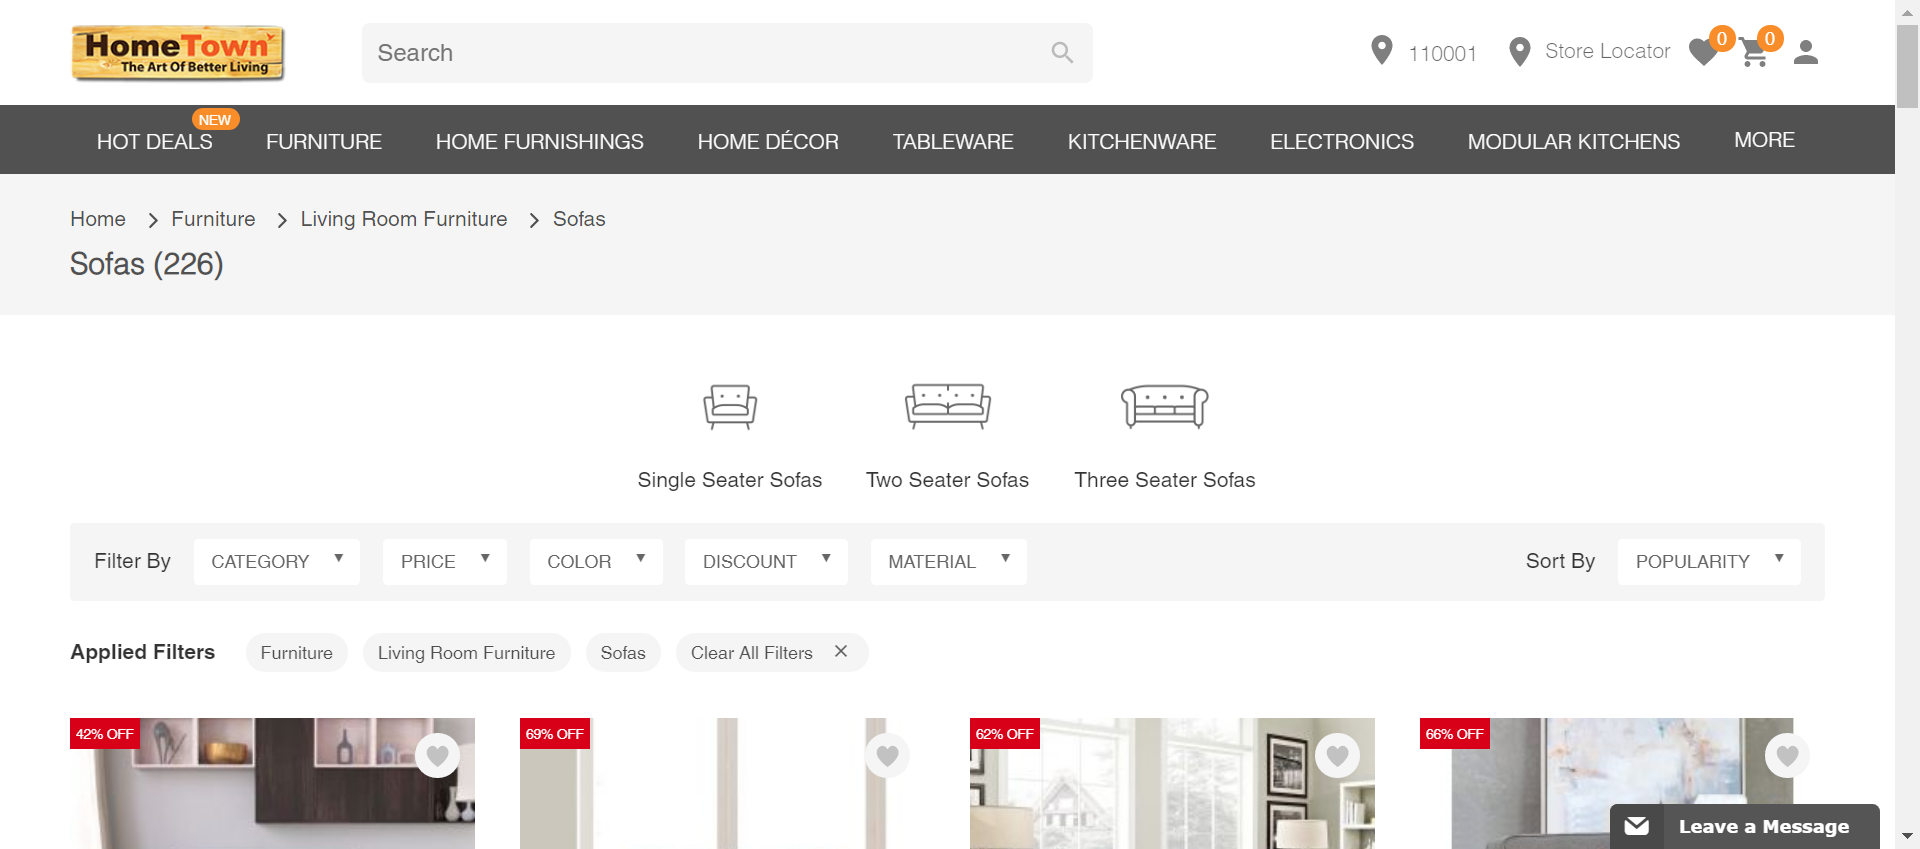 HomeTown
The Art Of Better Living
Search
110001
Store Locator
0
0
NEW
HOT DEALS
FURNITURE
HOME FURNISHINGS
HOME DÉCOR
TABLEWARE
KITCHENWARE
ELECTRONICS
MODULAR KITCHENS
MORE
Home
Furniture
Living Room Furniture
Sofas
Sofas (226)
Single Seater Sofas
Two Seater Sofas
Three Seater Sofas
Filter By
CATEGORY
PRICE
COLOR
DISCOUNT
MATERIAL
Sort By
POPULARITY
Applied Filters
Furniture
Living Room Furniture
Sofas
Clear All Filters
42% OFF
69% OFF
62% OFF
66% OFF
Leave a Message